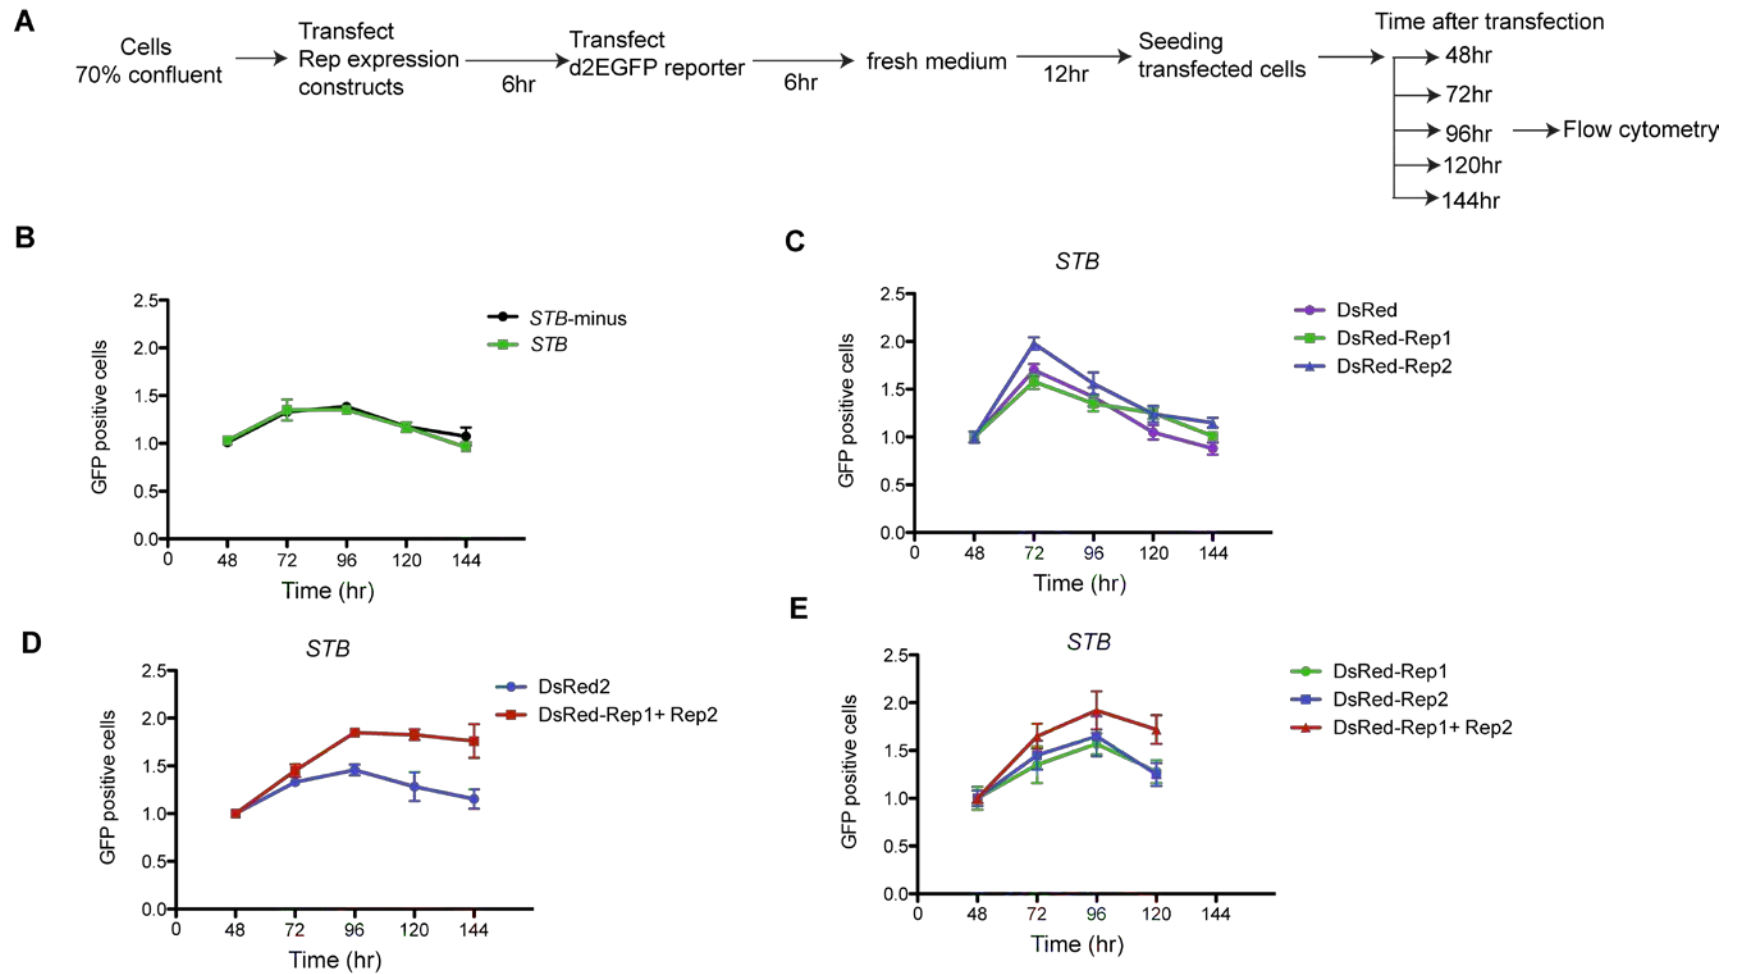 A
Cells
70% confluent
Transfect
Rep expression
constructs
6hr
Transfect
d2EGFP reporter
6hr
fresh medium
12hr
Seeding
transfected cells
Time after transfection
48hr
72hr
96hr
120hr
144hr
Flow cytometry
B
2.5
2.0
1.5
1.0
0.5
0.0
GFP positive cells
0 48 72 96 120 144
Time (hr)
STB-minus
STB
C
STB
2.5
2.0
1.5
1.0
0.5
0.0
GFP positive cells
0 48 72 96 120 144
Time (hr)
DsRed
DsRed-Rep1
DsRed-Rep2
D
STB
2.5
2.0
1.5
1.0
0.5
0.0
GFP positive cells
0 48 72 96 120 144
Time (hr)
DsRed2
DsRed-Rep1+ Rep2
E
STB
2.5
2.0
1.5
1.0
0.5
0.0
GFP positive cells
0 48 72 96 120 144
Time (hr)
DsRed-Rep1
DsRed-Rep2
DsRed-Rep1+ Rep2